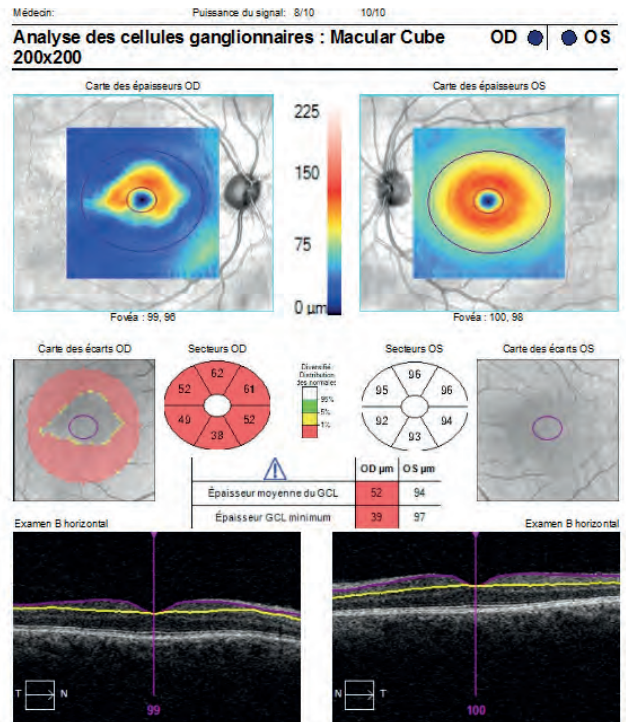 Médecin: Puissance du signal: 8/10 10/10
Analyse des cellules ganglionnaires : Macular Cube 200x200 OD OS
Carte des épaisseurs OD Carte des épaisseurs OS
225
150
75
0 µm
Fovéa : 99, 96 Fovéa : 100, 98
Carte des écarts OD Secteurs OD Diversifié: Distribution des normales Secteurs OS Carte des écarts OS
95%
5%
1%
62
52 61
49 52
38
96
95 96
92 94
93
OD µm OS µm
Épaisseur moyenne du GCL 52 94
Épaisseur GCL minimum 39 97
Examen B horizontal Examen B horizontal
T N N T
99 100